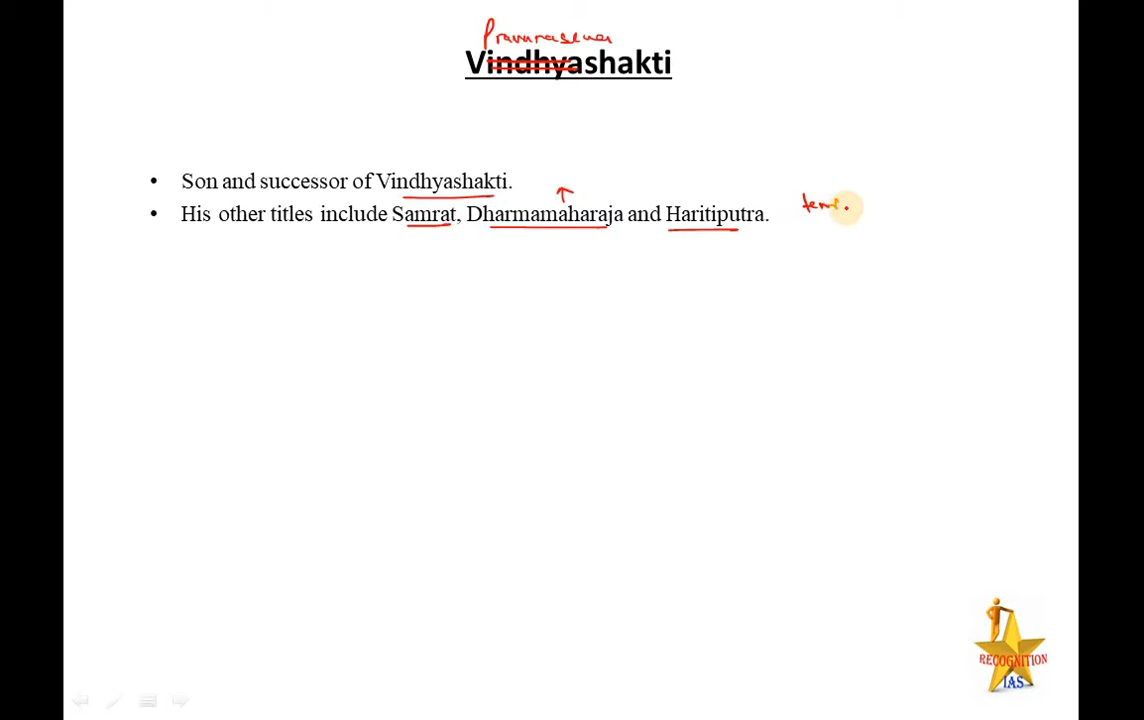 Pravarasena
Vindhyashakti
• Son and successor of Vindhyashakti.
• His other titles include Samrat, Dharmamaharaja and Haritiputra.
RECOGNITION
IAS